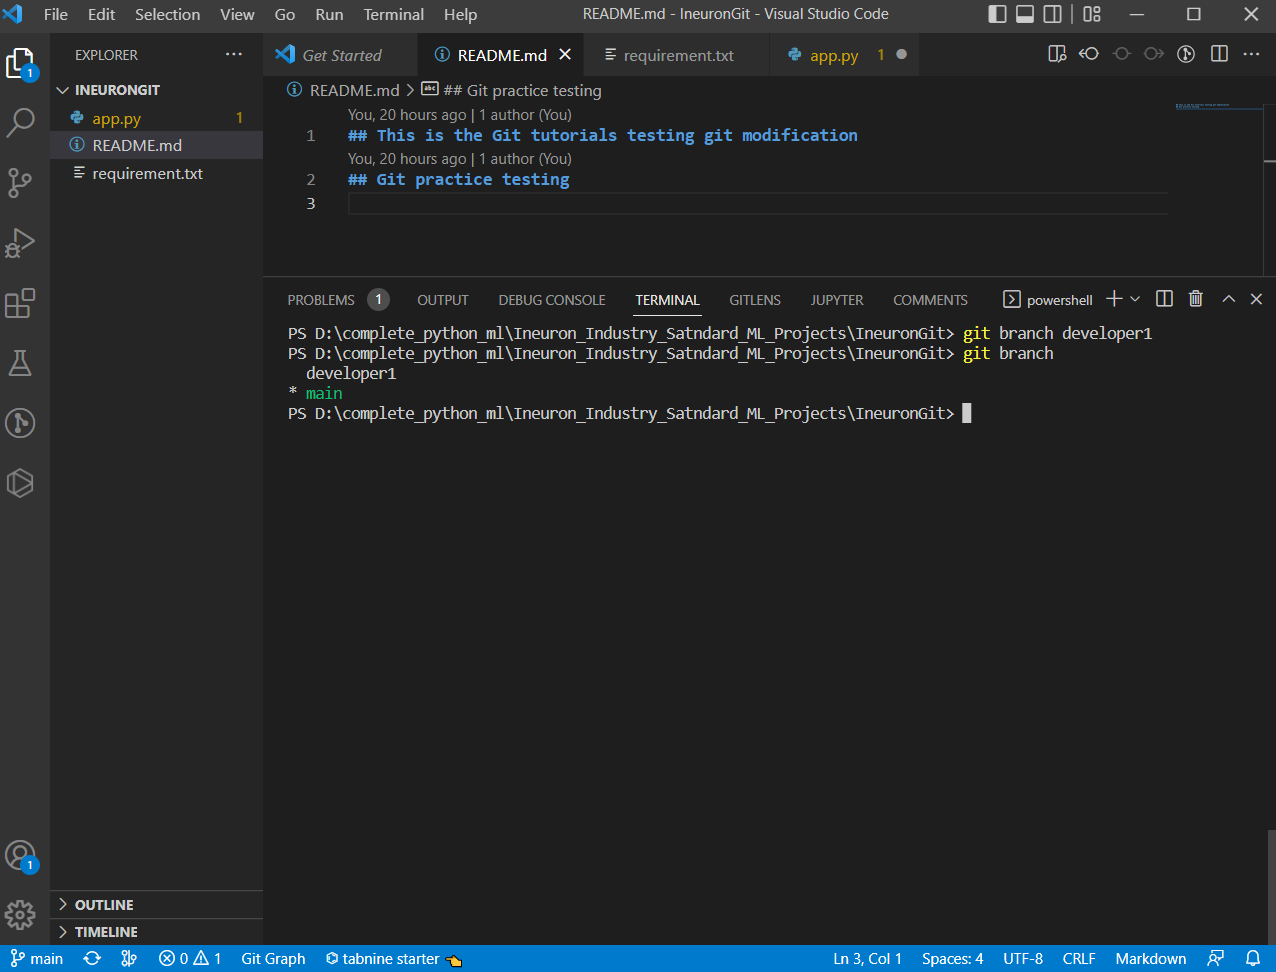 File Edit Selection View Go Run Terminal Help README.md - IneuronGit - Visual Studio Code
1 EXPLORER ··· Get Started README.md requirement.txt app.py 1 ···
INEURONGIT README.md > ## Git practice testing
app.py 1
README.md
requirement.txt
You, 20 hours ago | 1 author (You)
1 ## This is the Git tutorials testing git modification
You, 20 hours ago | 1 author (You)
2 ## Git practice testing
3
PROBLEMS 1 OUTPUT DEBUG CONSOLE TERMINAL GITLENS JUPYTER COMMENTS powershell
PS D:\complete_python_ml\Ineuron_Industry_Satndard_ML_Projects\IneuronGit> git branch developer1
PS D:\complete_python_ml\Ineuron_Industry_Satndard_ML_Projects\IneuronGit> git branch
developer1
* main
PS D:\complete_python_ml\Ineuron_Industry_Satndard_ML_Projects\IneuronGit>
1
OUTLINE
TIMELINE
main 0 1 Git Graph tabnine starter Ln 3, Col 1 Spaces: 4 UTF-8 CRLF Markdown